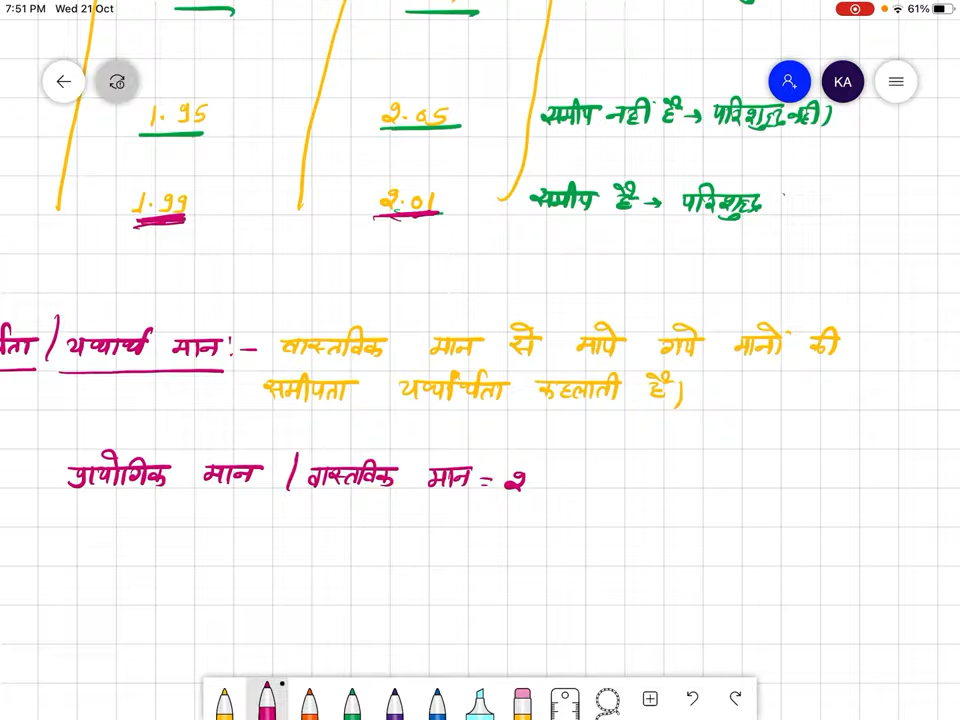 7:51 PM Wed 21 Oct
61%
KA
1.95 2.05 समीप नहीं है → परिशुद्ध नहीं।
1.99 2.01 समीप है → परिशुद्ध
/ यथार्थ मान :- वास्तविक मान से मापे गये मानों की
समीपता यथार्थता कहलाती है।
प्रायोगिक मान / वास्तविक मान = 2